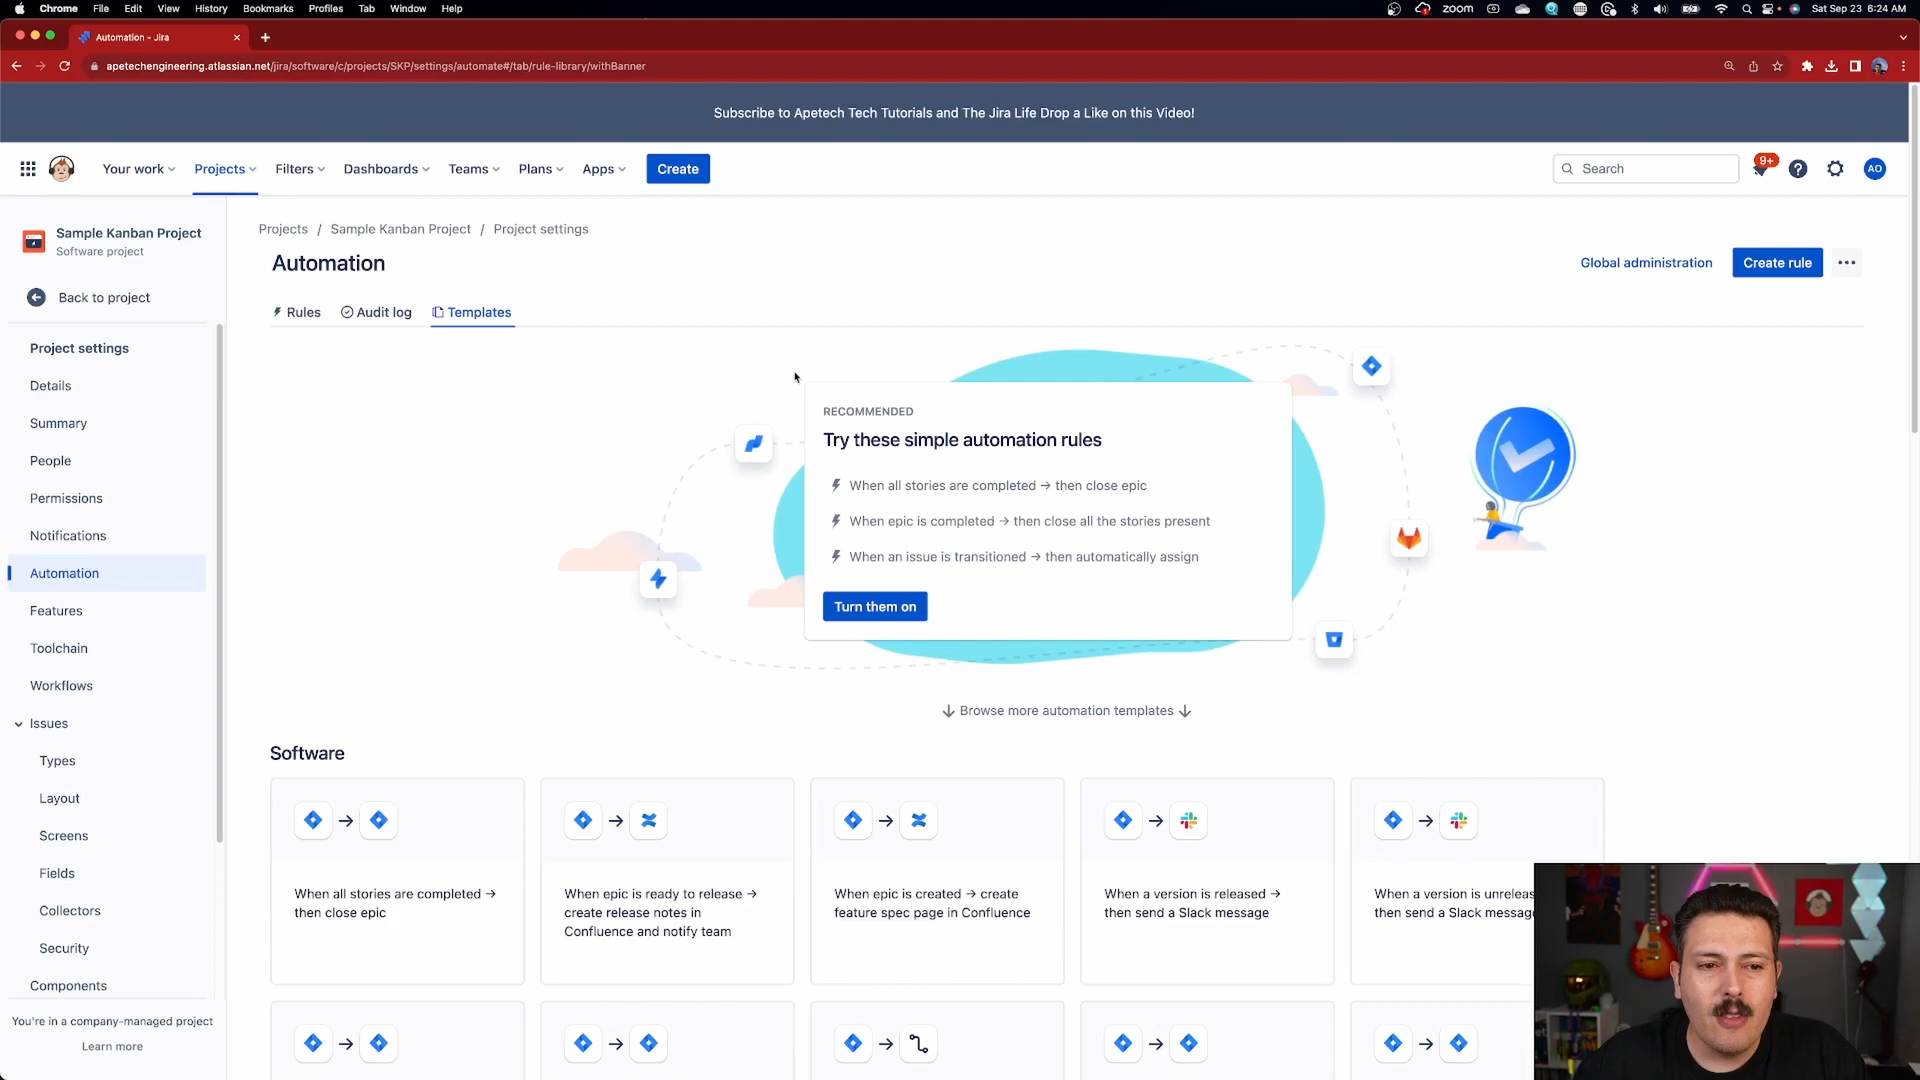 Chrome File Edit View History Bookmarks Profiles Tab Window Help
zoom
Sat Sep 23 6:24 AM
Automation - Jira
apetechengineering.atlassian.net/jira/software/c/projects/SKP/settings/automate#/tab/rule-library/withBanner
Subscribe to Apetech Tech Tutorials and The Jira Life Drop a Like on this Video!
Your work Projects Filters Dashboards Teams Plans Apps Create
Search
9+
AO
Sample Kanban Project
Software project
Back to project
Project settings
Details
Summary
People
Permissions
Notifications
Automation
Features
Toolchain
Workflows
Issues
Types
Layout
Screens
Fields
Collectors
Security
Components
You're in a company-managed project
Learn more
Projects / Sample Kanban Project / Project settings
Automation
Global administration
Create rule
Rules Audit log Templates
RECOMMENDED
Try these simple automation rules
When all stories are completed → then close epic
When epic is completed → then close all the stories present
When an issue is transitioned → then automatically assign
Turn them on
↓ Browse more automation templates ↓
Software
When all stories are completed →
then close epic
When epic is ready to release →
create release notes in
Confluence and notify team
When epic is created → create
feature spec page in Confluence
When a version is released →
then send a Slack message
When a version is unreleas
then send a Slack messag